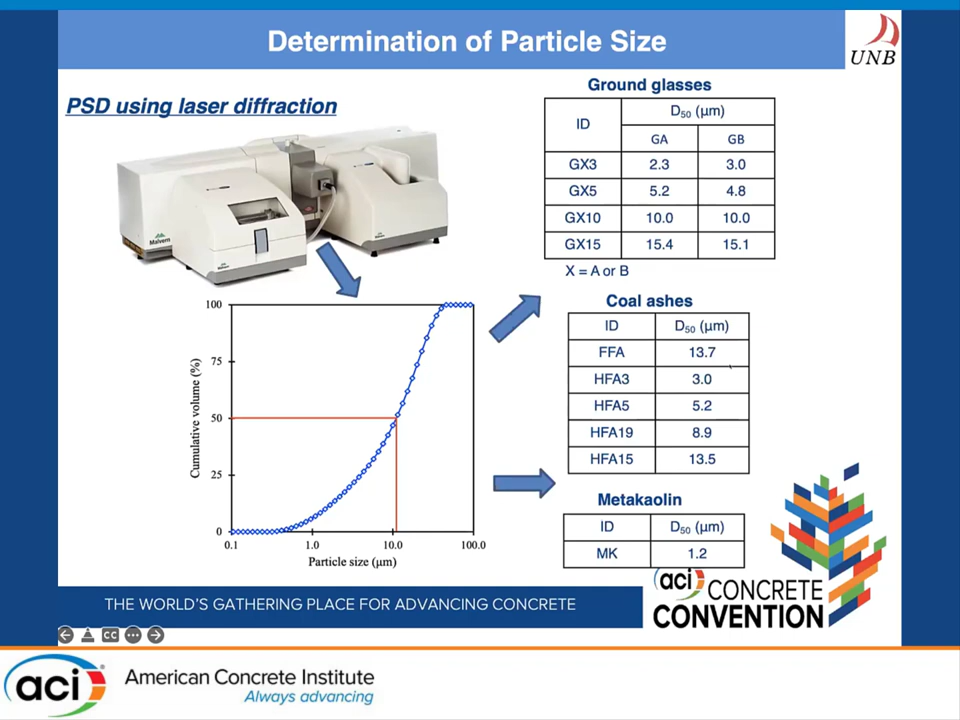 Determination of Particle Size
UNB
PSD using laser diffraction
Malvern
Ground glasses
ID D50 (µm)
GA GB
GX3 2.3 3.0
GX5 5.2 4.8
GX10 10.0 10.0
GX15 15.4 15.1
X = A or B
Coal ashes
ID D50 (µm)
FFA 13.7
HFA3 3.0
HFA5 5.2
HFA19 8.9
HFA15 13.5
Metakaolin
ID D50 (µm)
MK 1.2
100
75
50
25
0
Cumulative volume (%)
0.1 1.0 10.0 100.0
Particle size (µm)
THE WORLD'S GATHERING PLACE FOR ADVANCING CONCRETE
aci CONCRETE
CONVENTION
CC
aci
American Concrete Institute
Always advancing